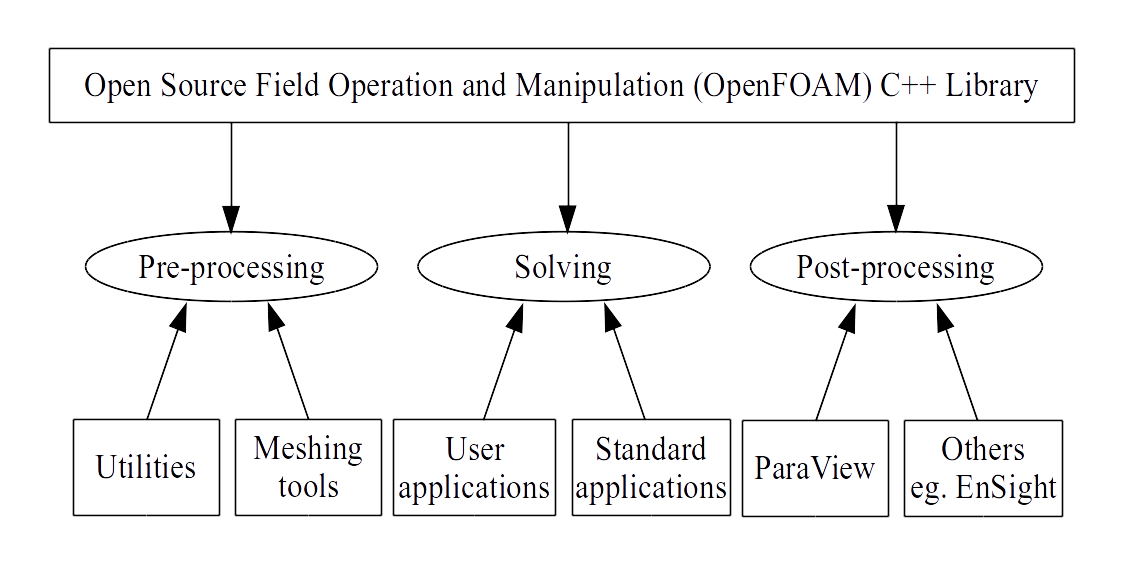 Open Source Field Operation and Manipulation (OpenFOAM) C++ Library
Pre-processing
Solving
Post-processing
Utilities
Meshing
tools
User
applications
Standard
applications
ParaView
Others
eg. EnSight